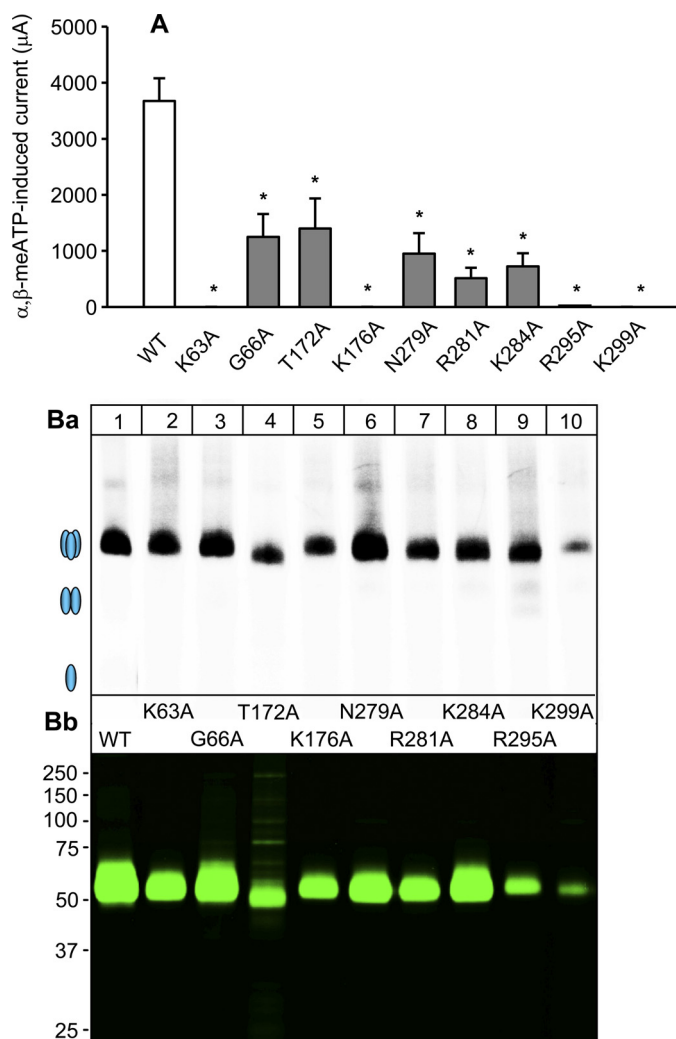 A
α,β-meATP-induced current (μA)
5000
4000
3000
2000
1000
0
* * * * * * * * *
WT K63A G66A T172A K176A N279A R281A K284A R295A K299A
Ba
1 2 3 4 5 6 7 8 9 10
K63A T172A N279A K284A K299A
Bb
WT G66A K176A R281A R295A
250
150
100
75
50
37
25